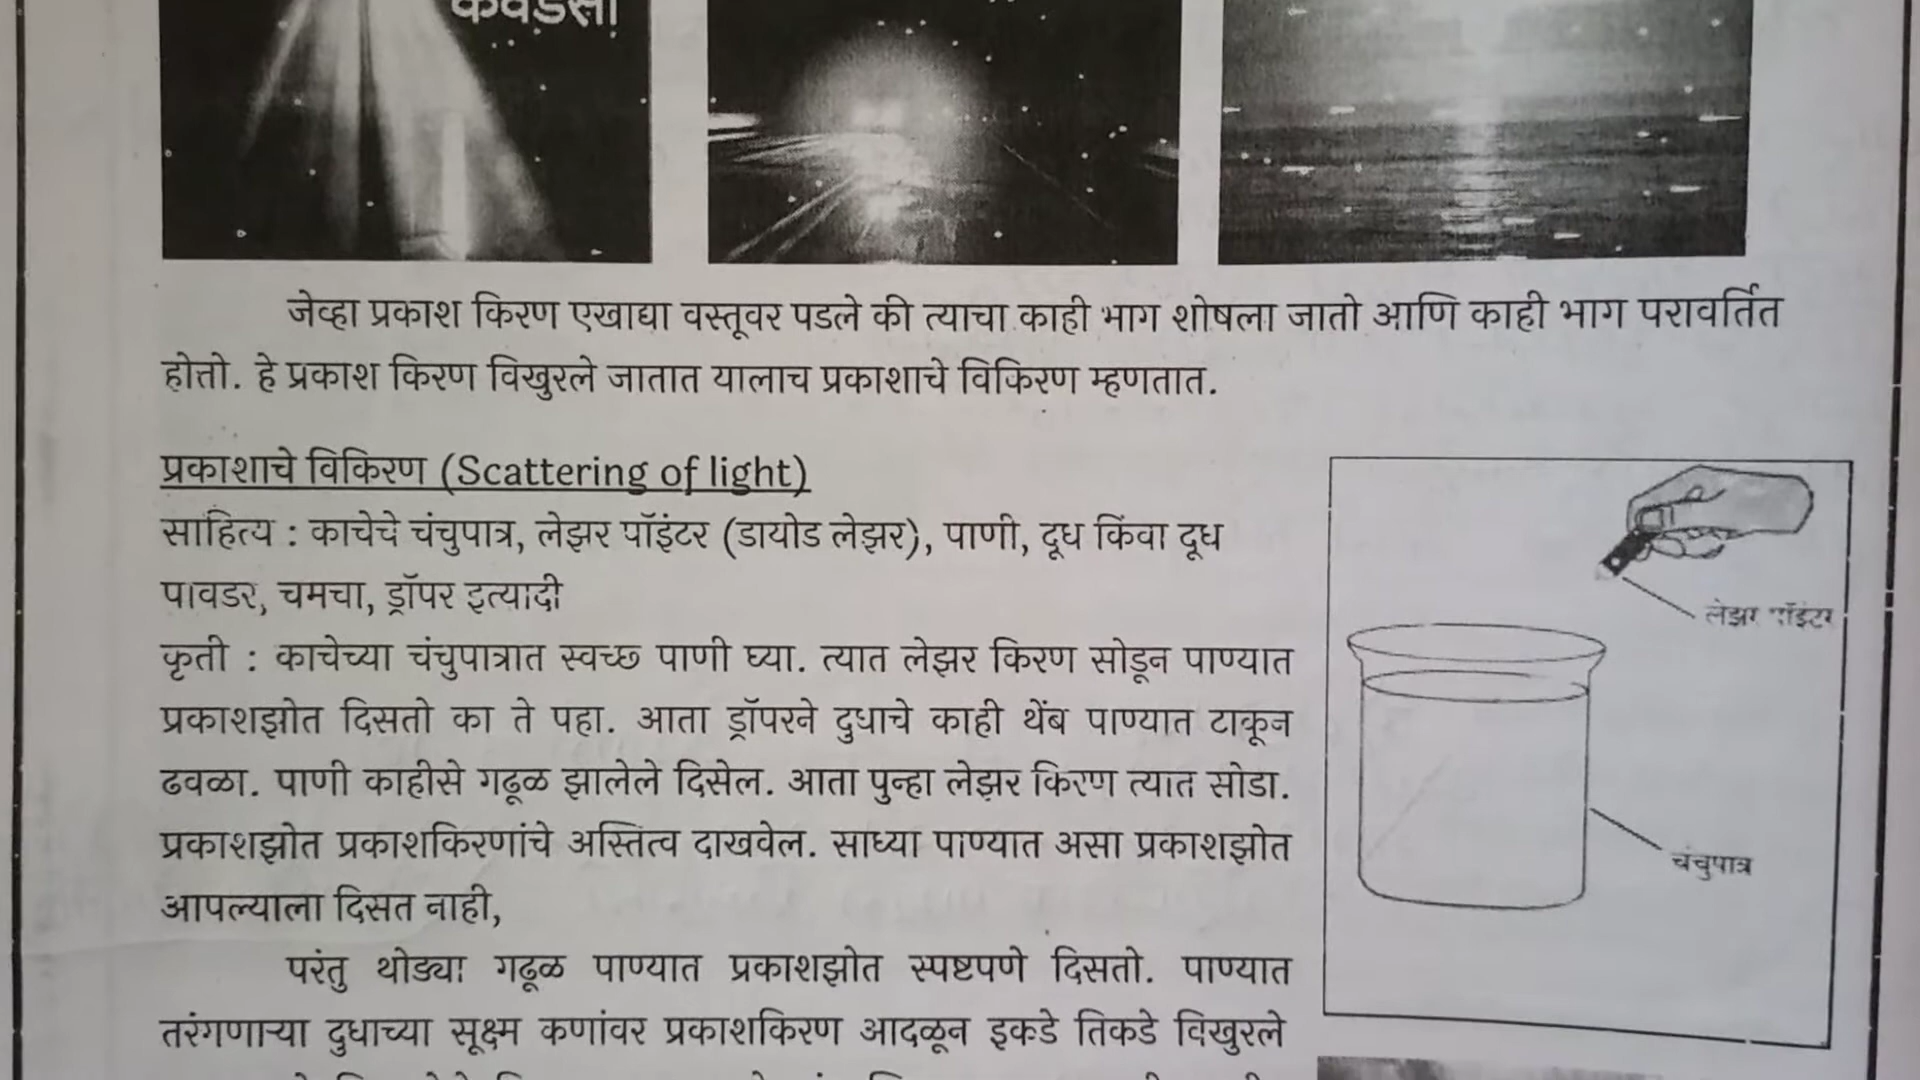 कवडसा
जेव्हा प्रकाश किरण एखाद्या वस्तूवर पडले की त्याचा काही भाग शोषला जातो आणि काही भाग परावर्तित
होतो. हे प्रकाश किरण विखुरले जातात यालाच प्रकाशाचे विकिरण म्हणतात.
प्रकाशाचे विकिरण (Scattering of light)
साहित्य : काचेचे चंचुपात्र, लेझर पॉइंटर (डायोड लेझर), पाणी, दूध किंवा दूध
पावडर, चमचा, ड्रॉपर इत्यादी
कृती : काचेच्या चंचुपात्रात स्वच्छ पाणी घ्या. त्यात लेझर किरण सोडून पाण्यात
प्रकाशझोत दिसतो का ते पहा. आता ड्रॉपरने दुधाचे काही थेंब पाण्यात टाकून
ढवळा. पाणी काहीसे गढूळ झालेले दिसेल. आता पुन्हा लेझर किरण त्यात सोडा.
प्रकाशझोत प्रकाशकिरणांचे अस्तित्व दाखवेल. साध्या पाण्यात असा प्रकाशझोत
आपल्याला दिसत नाही,
परंतु थोड्या गढूळ पाण्यात प्रकाशझोत स्पष्टपणे दिसतो. पाण्यात
तरंगणाऱ्या दुधाच्या सूक्ष्म कणांवर प्रकाशकिरण आदळून इकडे तिकडे विखुरले
लेझर पॉइंटर
चंचुपात्र